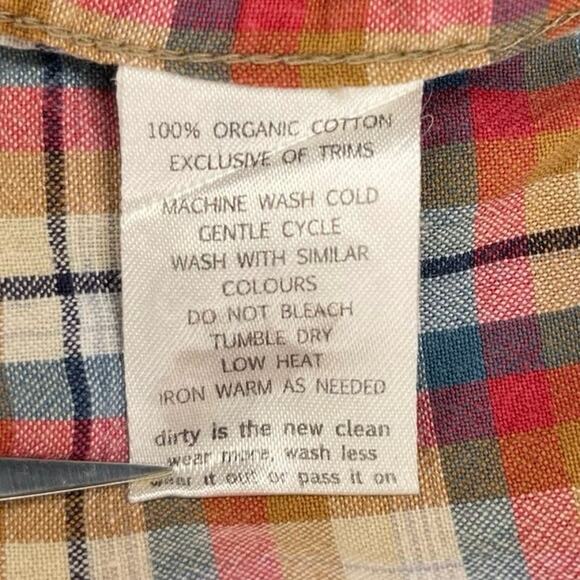 100% ORGANIC COTTON
EXCLUSIVE OF TRIMS
MACHINE WASH COLD
GENTLE CYCLE
WASH WITH SIMILAR
COLOURS
DO NOT BLEACH
TUMBLE DRY
LOW HEAT
IRON WARM AS NEEDED
dirty is the new clean
wear more, wash less
wear it out or pass it on